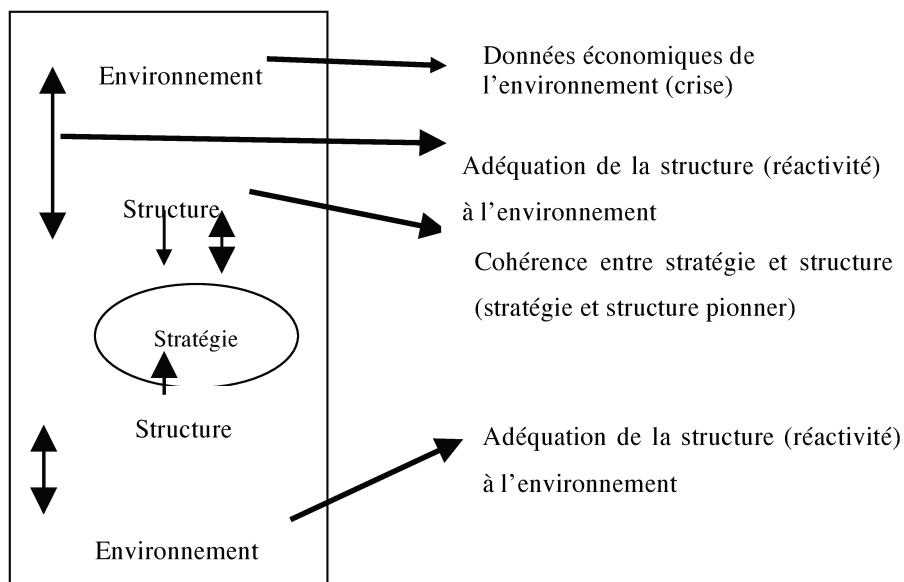 Environnement
Données économiques de
l'environnement (crise)
Adéquation de la structure (réactivité)
à l'environnement
Structure
Cohérence entre stratégie et structure
(stratégie et structure pionner)
Stratégie
Structure
Adéquation de la structure (réactivité)
à l'environnement
Environnement